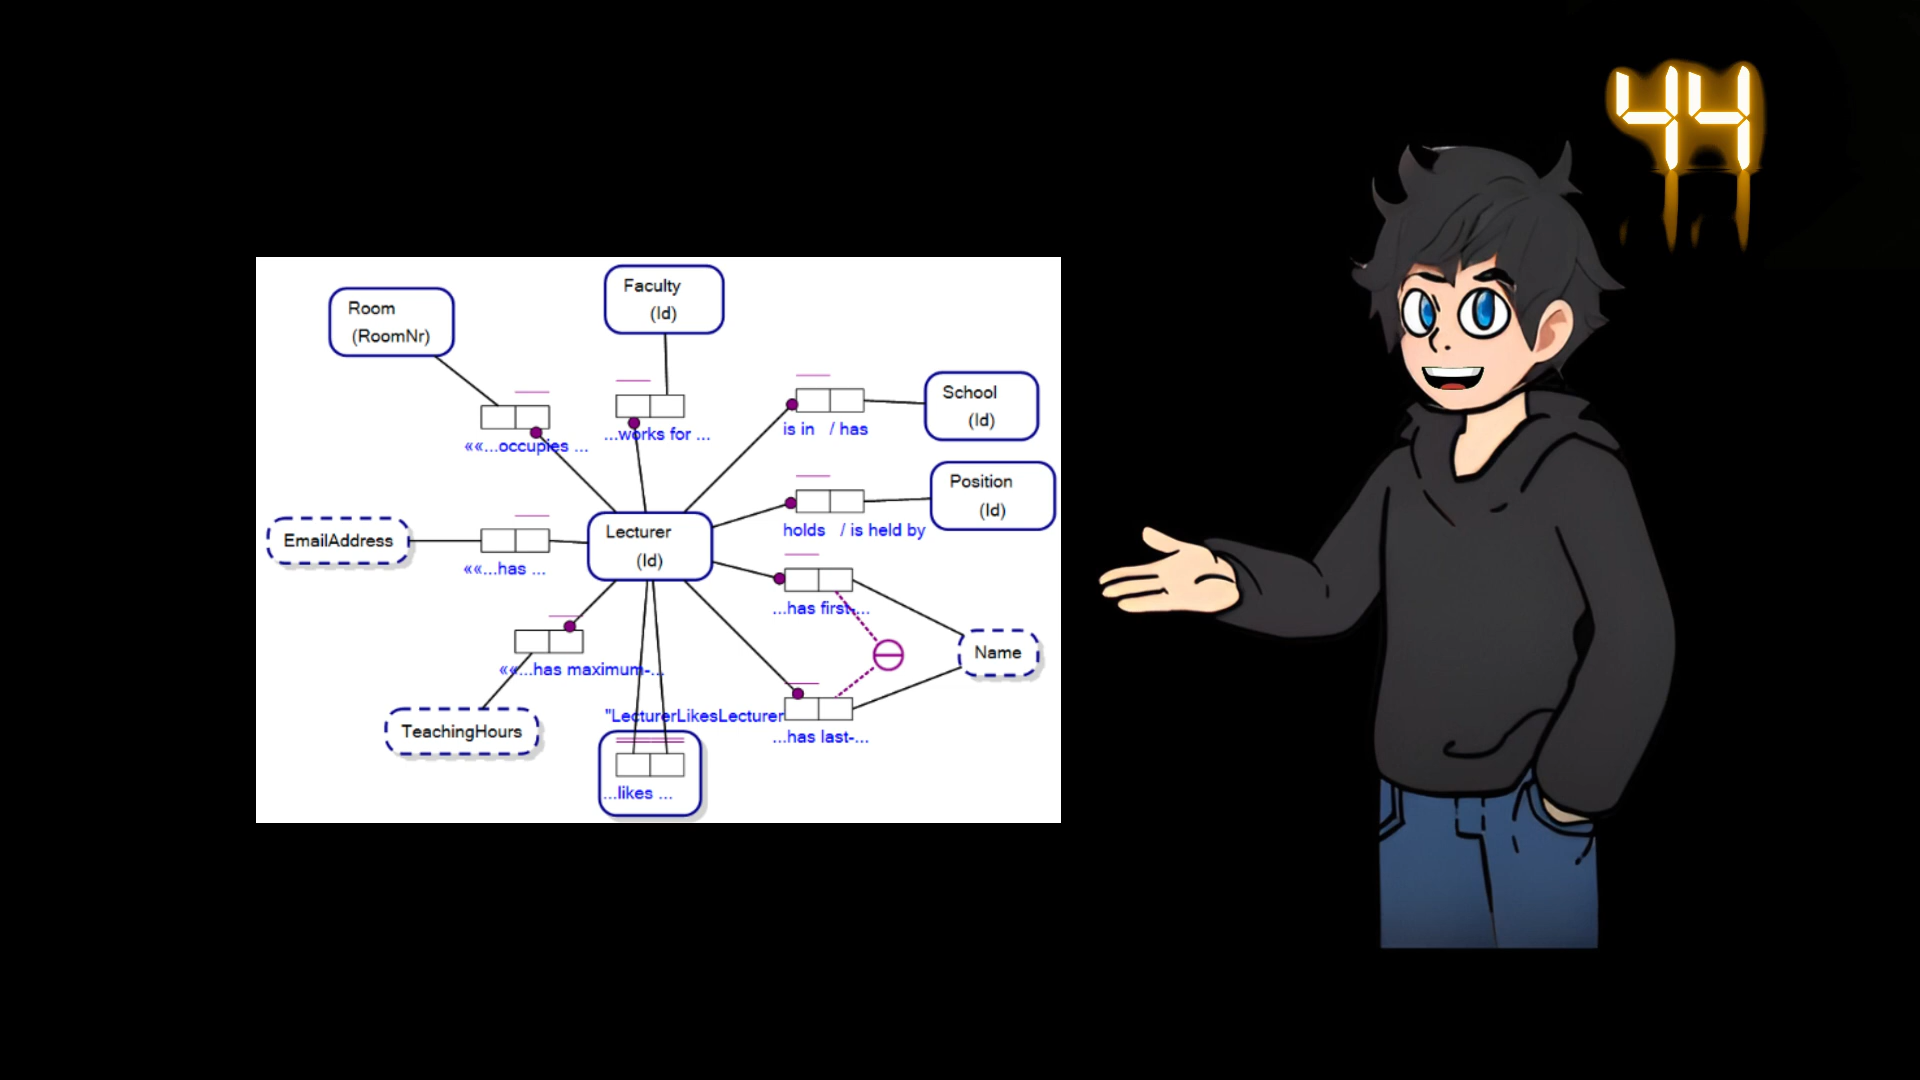 44
Faculty
(Id)
Room
(RoomNr)
School
(Id)
««...occupies ...
...works for ...
is in / has
Position
(Id)
holds / is held by
Lecturer
(Id)
EmailAddress
««...has ...
...has first-...
««...has maximum-...
Name
"LecturerLikesLecturer
TeachingHours
...has last-...
...likes ...